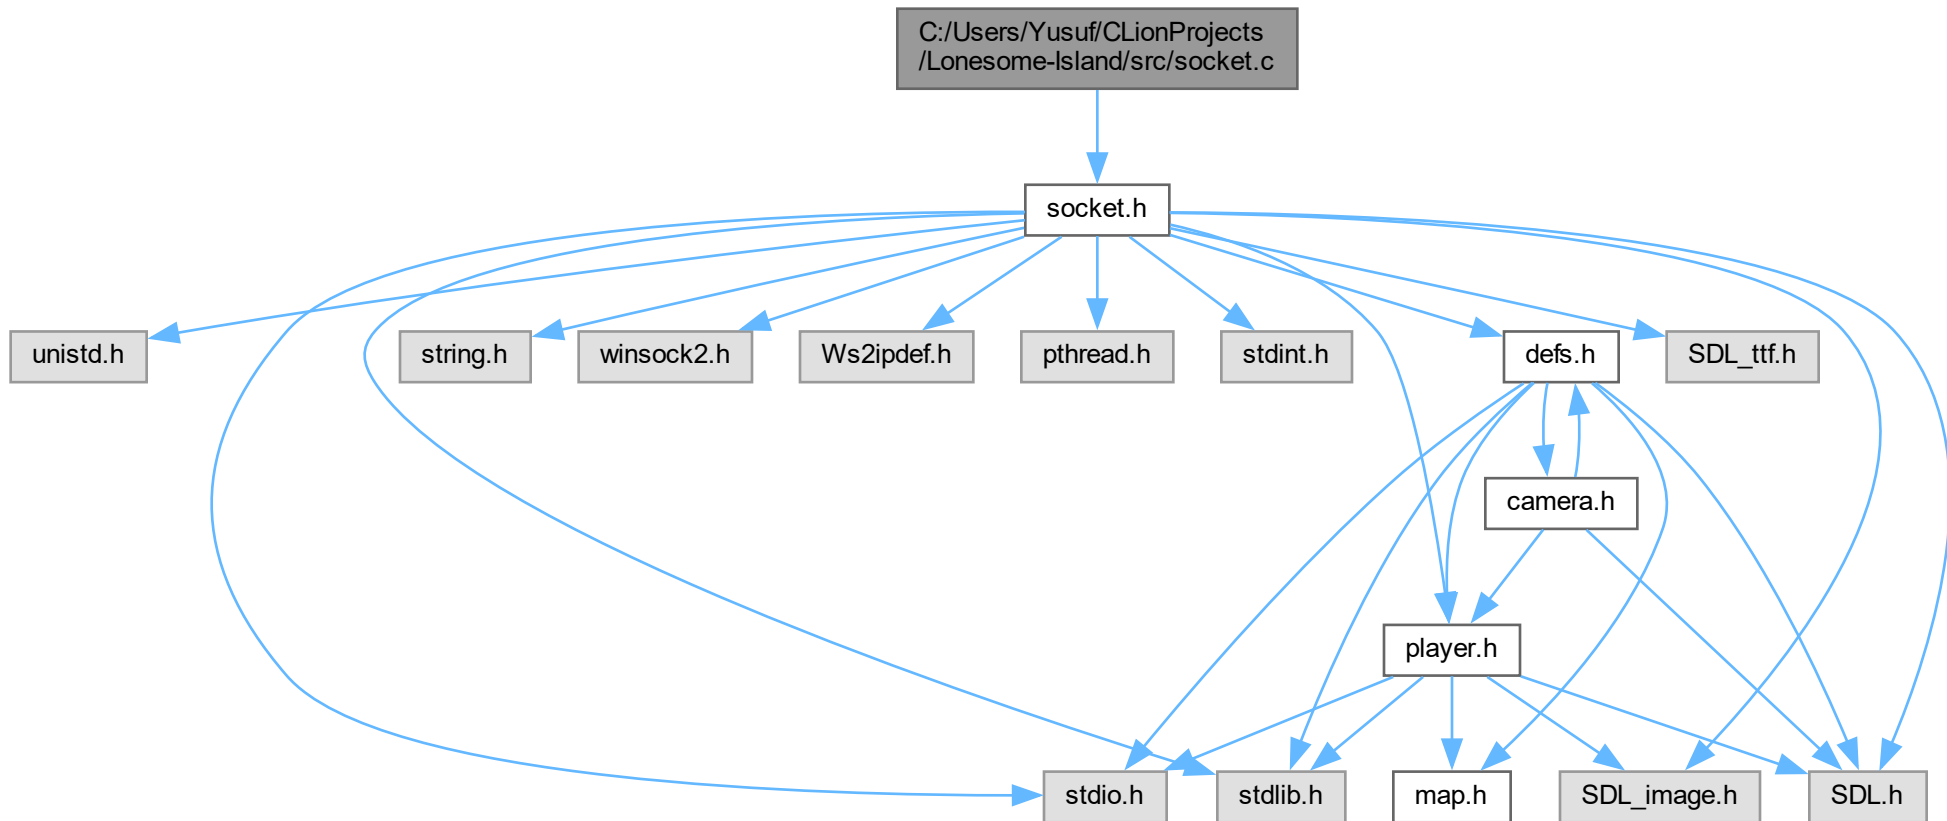 C:/Users/Yusuf/CLionProjects
/Lonesome-Island/src/socket.c
socket.h
unistd.h
string.h
winsock2.h
Ws2ipdef.h
pthread.h
stdint.h
defs.h
SDL_ttf.h
camera.h
player.h
stdio.h
stdlib.h
map.h
SDL_image.h
SDL.h